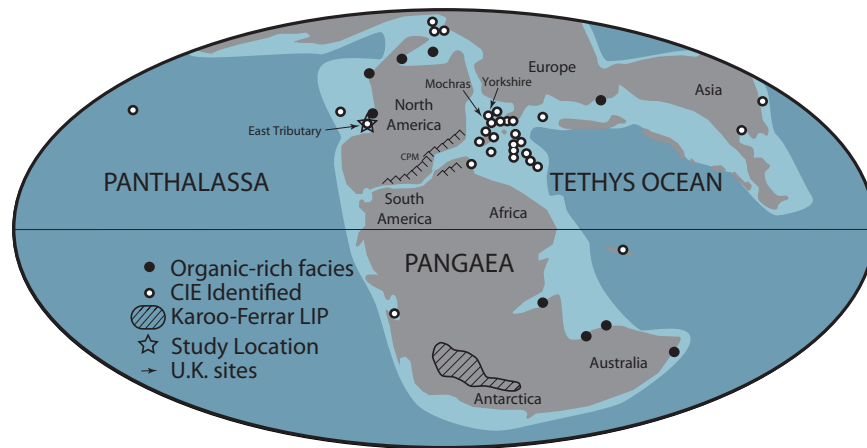 Mochras
Yorkshire
Europe
Asia
North
America
East Tributary
CPM
PANTHALASSA
TETHYS OCEAN
South
America
Africa
PANGAEA
Organic-rich facies
CIE Identified
Karoo-Ferrar LIP
Study Location
U.K. sites
Australia
Antarctica